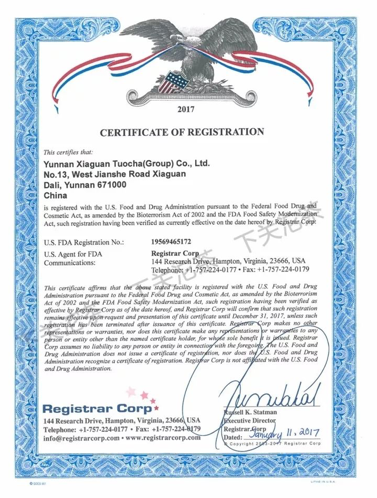 2017
CERTIFICATE OF REGISTRATION
This certifies that:
Yunnan Xiaguan Tuocha(Group) Co., Ltd.
No.13, West Jianshe Road Xiaguan
Dali, Yunnan 671000
China
is registered with the U.S. Food and Drug Administration pursuant to the Federal Food Drug and
Cosmetic Act, as amended by the Bioterrorism Act of 2002 and the FDA Food Safety Modernization
Act, such registration having been verified as currently effective on the date hereof by Registrar Corp:
U.S. FDA Registration No.: 19569465172
U.S. Agent for FDA Registrar Corp
Communications: 144 Research Drive, Hampton, Virginia, 23666, USA
Telephone: +1-757-224-0177 • Fax: +1-757-224-0179
This certificate affirms that the above stated facility is registered with the U.S. Food and Drug
Administration pursuant to the Federal Food Drug and Cosmetic Act, as amended by the Bioterrorism
Act of 2002 and the FDA Food Safety Modernization Act, such registration having been verified as
effective by Registrar Corp as of the date hereof, and Registrar Corp will confirm that such registration
remains effective upon request and presentation of this certificate until December 31, 2017, unless such
registration has been terminated after issuance of this certificate. Registrar Corp makes no other
representations or warranties, nor does this certificate make any representations or warranties to any
person or entity other than the named certificate holder, for whose sole benefit it is issued. Registrar
Corp assumes no liability to any person or entity in connection with the foregoing. The U.S. Food and
Drug Administration does not issue a certificate of registration, nor does the U.S. Food and Drug
Administration recognize a certificate of registration. Registrar Corp is not affiliated with the U.S. Food
and Drug Administration.
Registrar Corp
144 Research Drive, Hampton, Virginia, 23666, USA
Telephone: +1-757-224-0177 • Fax: +1-757-224-0179
info@registrarcorp.com • www.registrarcorp.com
Russell K. Statman
Executive Director
Registrar Corp
Dated: January 11, 2017
Registrar Corp
下关沱茶